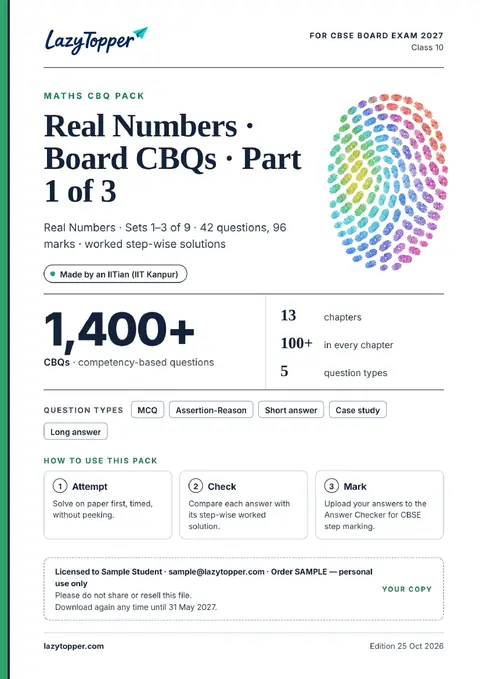 LazyTopper
FOR CBSE BOARD EXAM 2027
Class 10
MATHS CBQ PACK
Real Numbers ·
Board CBQs · Part
1 of 3
Real Numbers · Sets 1–3 of 9 · 42 questions, 96
marks · worked step-wise solutions
Made by an IITian (IIT Kanpur)
1,400+
CBQs · competency-based questions
13 chapters
100+ in every chapter
5 question types
QUESTION TYPES MCQ Assertion-Reason Short answer Case study
Long answer
HOW TO USE THIS PACK
1 Attempt
Solve on paper first, timed,
without peeking.
2 Check
Compare each answer with
its step-wise worked
solution.
3 Mark
Upload your answers to the
Answer Checker for CBSE
step marking.
Licensed to Sample Student · sample@lazytopper.com · Order SAMPLE — personal
use only
Please do not share or resell this file.
Download again any time until 31 May 2027.
YOUR COPY
lazytopper.com
Edition 25 Oct 2026